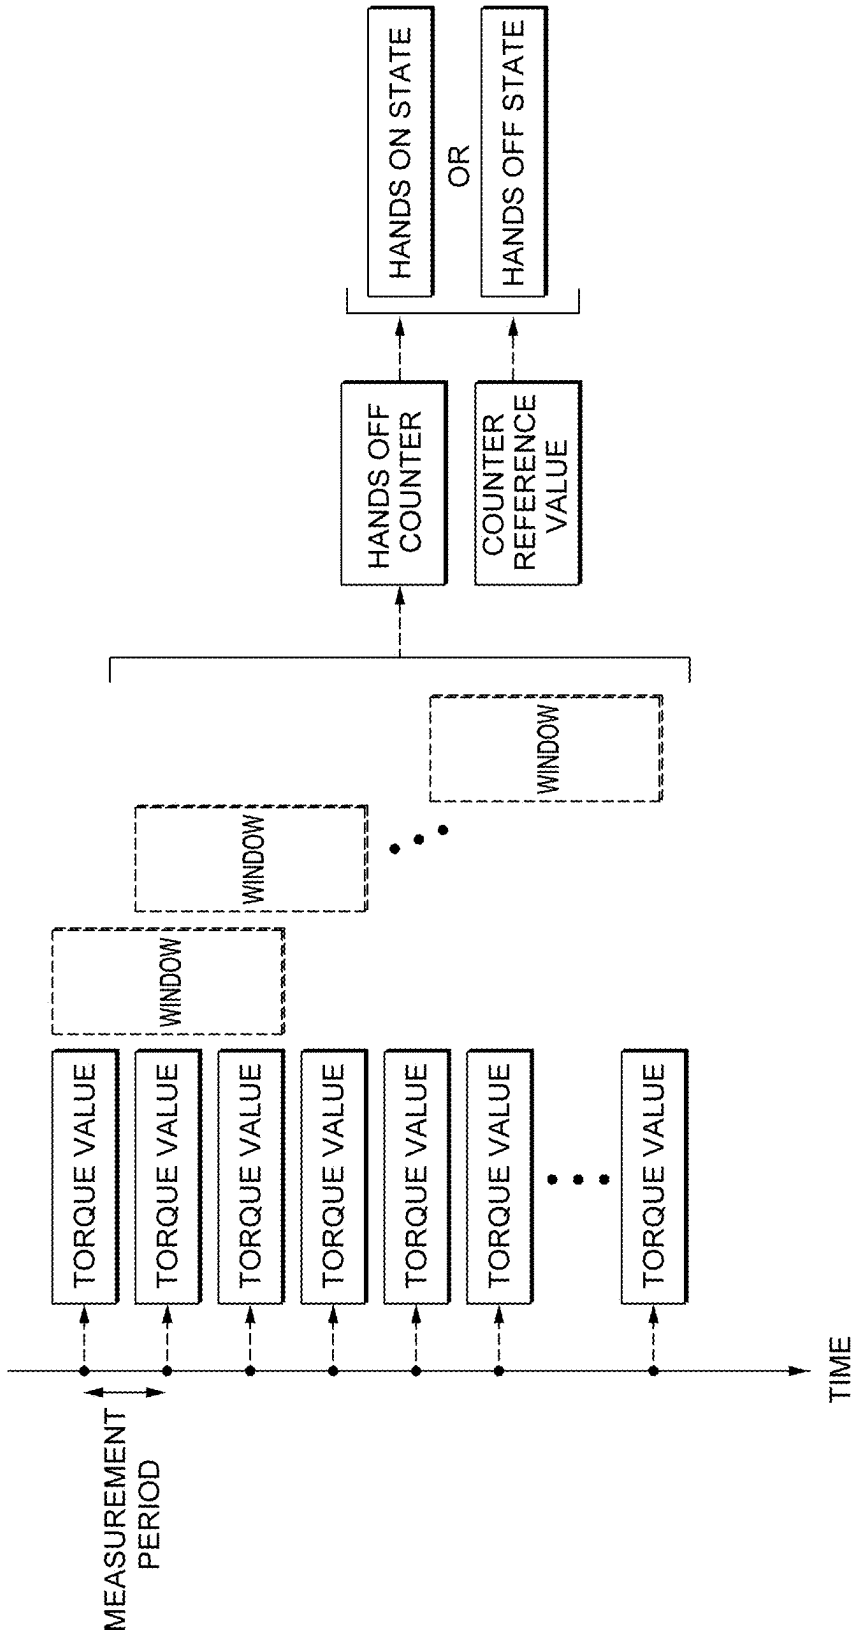 MEASUREMENT
PERIOD
TIME
TORQUE VALUE
TORQUE VALUE
TORQUE VALUE
TORQUE VALUE
TORQUE VALUE
TORQUE VALUE
TORQUE VALUE
WINDOW
WINDOW
WINDOW
HANDS OFF
COUNTER
COUNTER
REFERENCE
VALUE
HANDS ON STATE
OR
HANDS OFF STATE